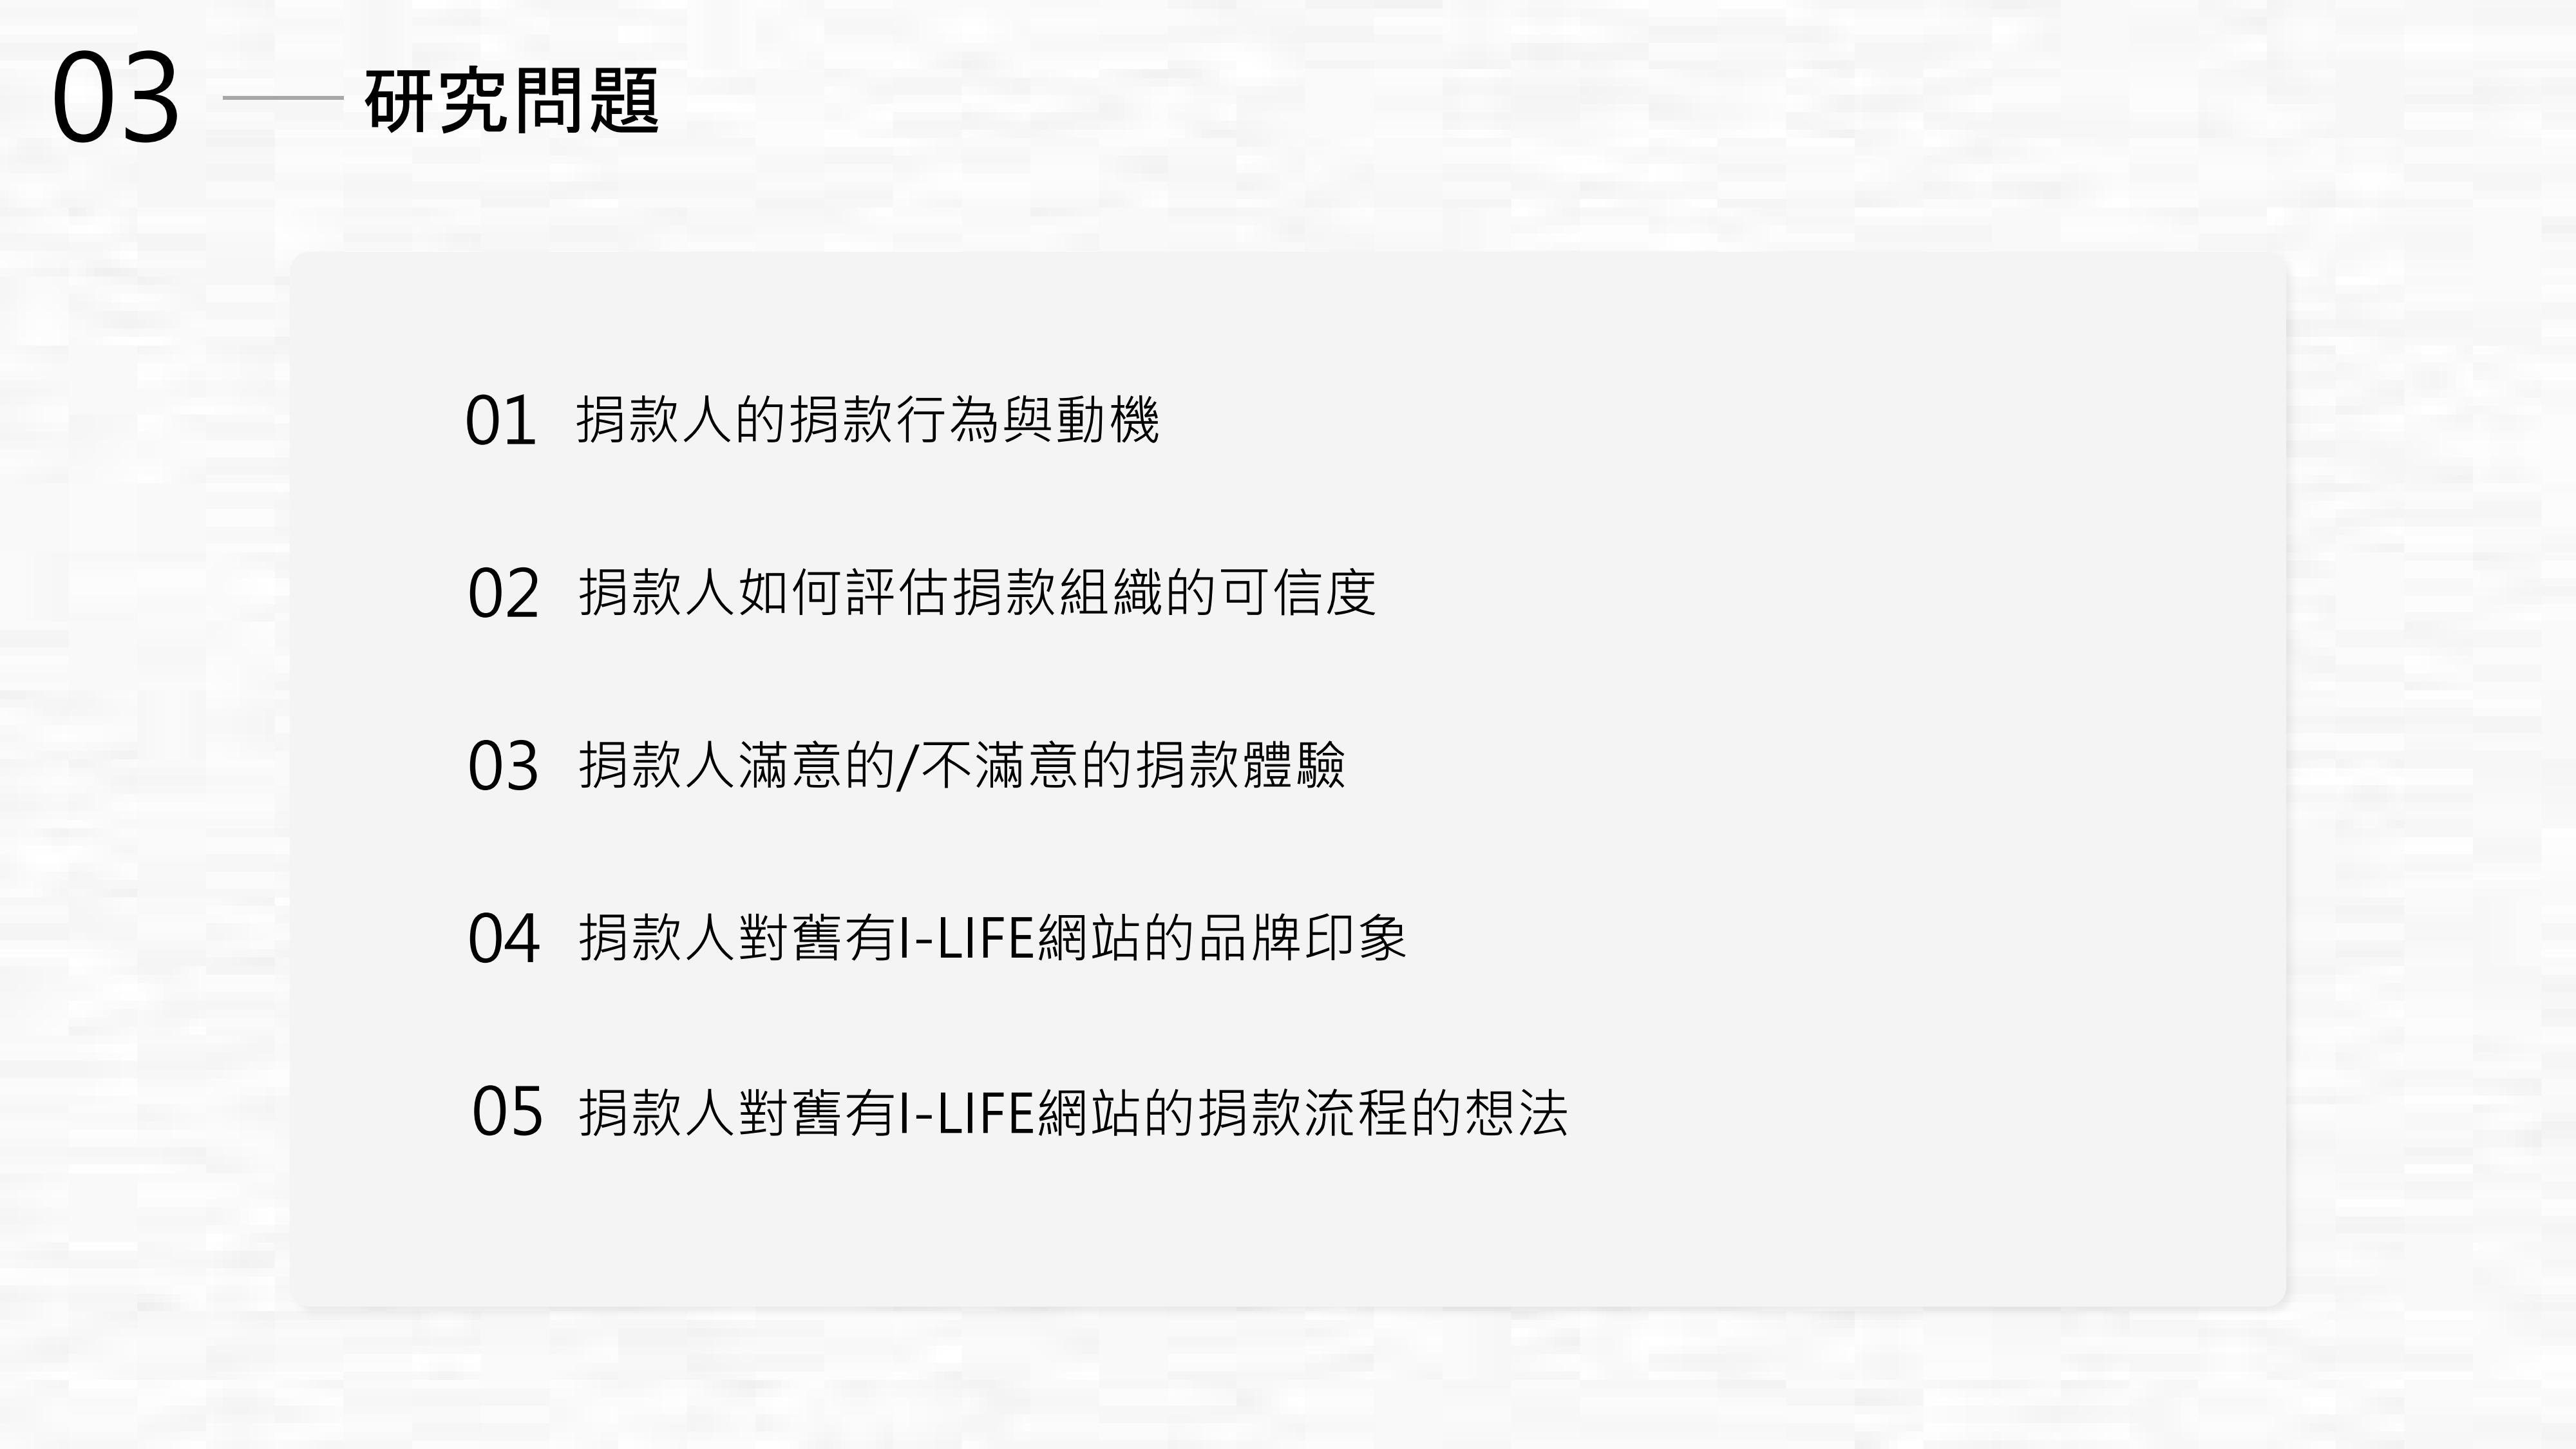 03 研究問題
01 捐款人的捐款行為與動機
02 捐款人如何評估捐款組織的可信度
03 捐款人滿意的/不滿意的捐款體驗
04 捐款人對舊有I-LIFE網站的品牌印象
05 捐款人對舊有I-LIFE網站的捐款流程的想法